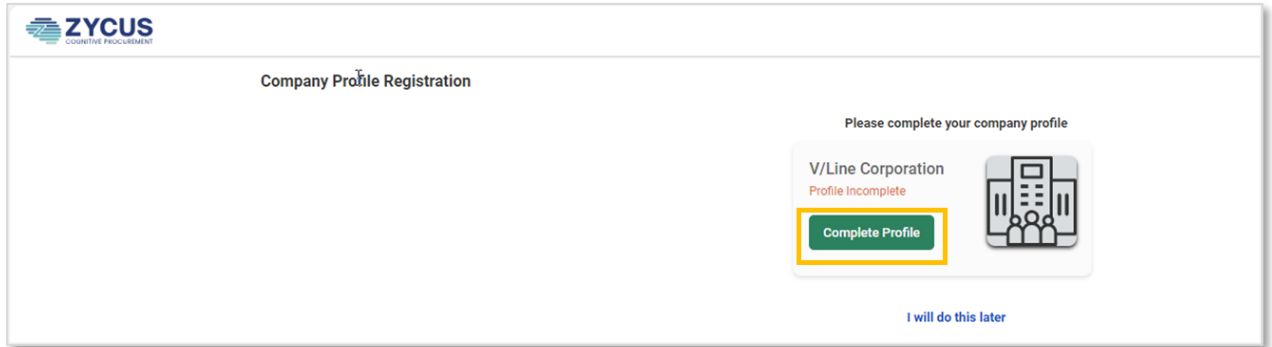 ZYCUS
COGNITIVE PROCUREMENT
Company Profile Registration
Please complete your company profile
V/Line Corporation
Profile Incomplete
Complete Profile
I will do this later